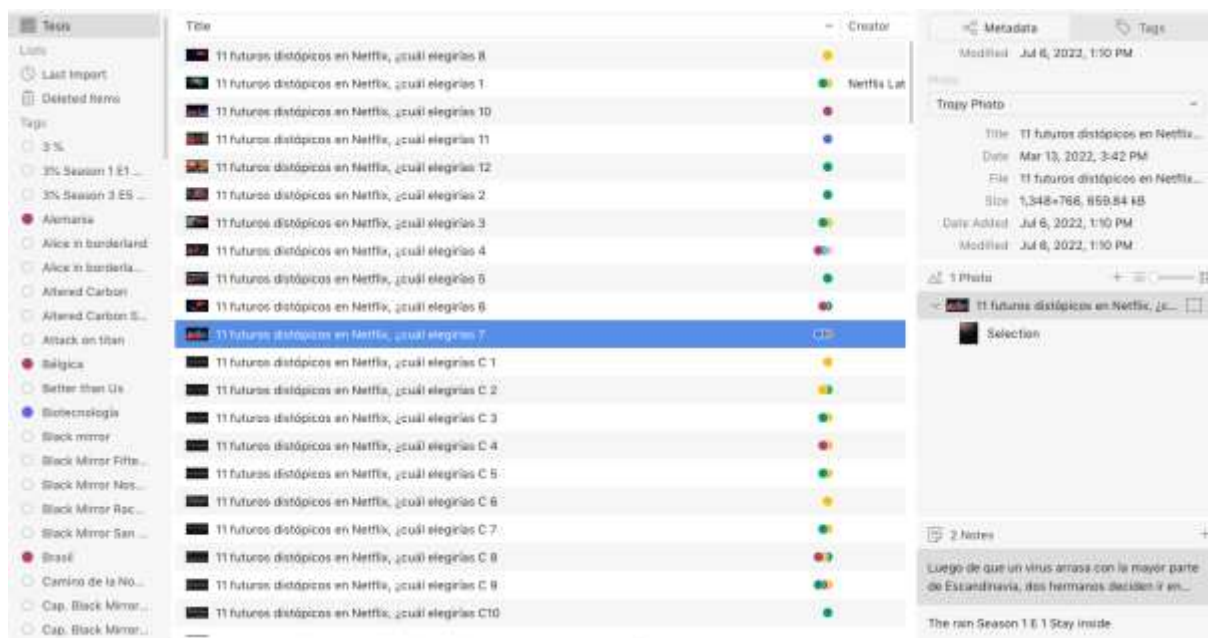 Tesis
Lists
Last Import
Deleted Items
Tags
3 %
3% Season 1 E1 ...
3% Season 3 E5 ...
Alemania
Alice in borderland
Alice in borderla...
Altered Carbon
Altered Carbon S...
Attack on titan
Bélgica
Better than Us
Biotecnología
Black mirror
Black Mirror Fifte...
Black Mirror Nos...
Black Mirror Roc...
Black Mirror San ...
Brasil
Camino de la No...
Cap. Black Mirror...
Cap. Black Mirror...
Title
Creator
11 futuros distópicos en Netflix, ¿cuál elegirías 8
11 futuros distópicos en Netflix, ¿cuál elegirías 1
Netflix Lat
11 futuros distópicos en Netflix, ¿cuál elegirías 10
11 futuros distópicos en Netflix, ¿cuál elegirías 11
11 futuros distópicos en Netflix, ¿cuál elegirías 12
11 futuros distópicos en Netflix, ¿cuál elegirías 2
11 futuros distópicos en Netflix, ¿cuál elegirías 3
11 futuros distópicos en Netflix, ¿cuál elegirías 4
11 futuros distópicos en Netflix, ¿cuál elegirías 5
11 futuros distópicos en Netflix, ¿cuál elegirías 6
11 futuros distópicos en Netflix, ¿cuál elegirías 7
11 futuros distópicos en Netflix, ¿cuál elegirías C 1
11 futuros distópicos en Netflix, ¿cuál elegirías C 2
11 futuros distópicos en Netflix, ¿cuál elegirías C 3
11 futuros distópicos en Netflix, ¿cuál elegirías C 4
11 futuros distópicos en Netflix, ¿cuál elegirías C 5
11 futuros distópicos en Netflix, ¿cuál elegirías C 6
11 futuros distópicos en Netflix, ¿cuál elegirías C 7
11 futuros distópicos en Netflix, ¿cuál elegirías C 8
11 futuros distópicos en Netflix, ¿cuál elegirías C 9
11 futuros distópicos en Netflix, ¿cuál elegirías C10
Metadata
Tags
Modified Jul 6, 2022, 1:10 PM
Photo
Tropy Photo
Title 11 futuros distópicos en Netflix...
Date Mar 13, 2022, 3:42 PM
File 11 futuros distópicos en Netflix...
Size 1,348×766, 659.84 kB
Date Added Jul 6, 2022, 1:10 PM
Modified Jul 6, 2022, 1:10 PM
1 Photo
11 futuros distópicos en Netflix, ¿c...
Selection
2 Notes
Luego de que un virus arrasa con la mayor parte
de Escandinavia, dos hermanos deciden ir en...
The rain Season 1 E 1 Stay inside